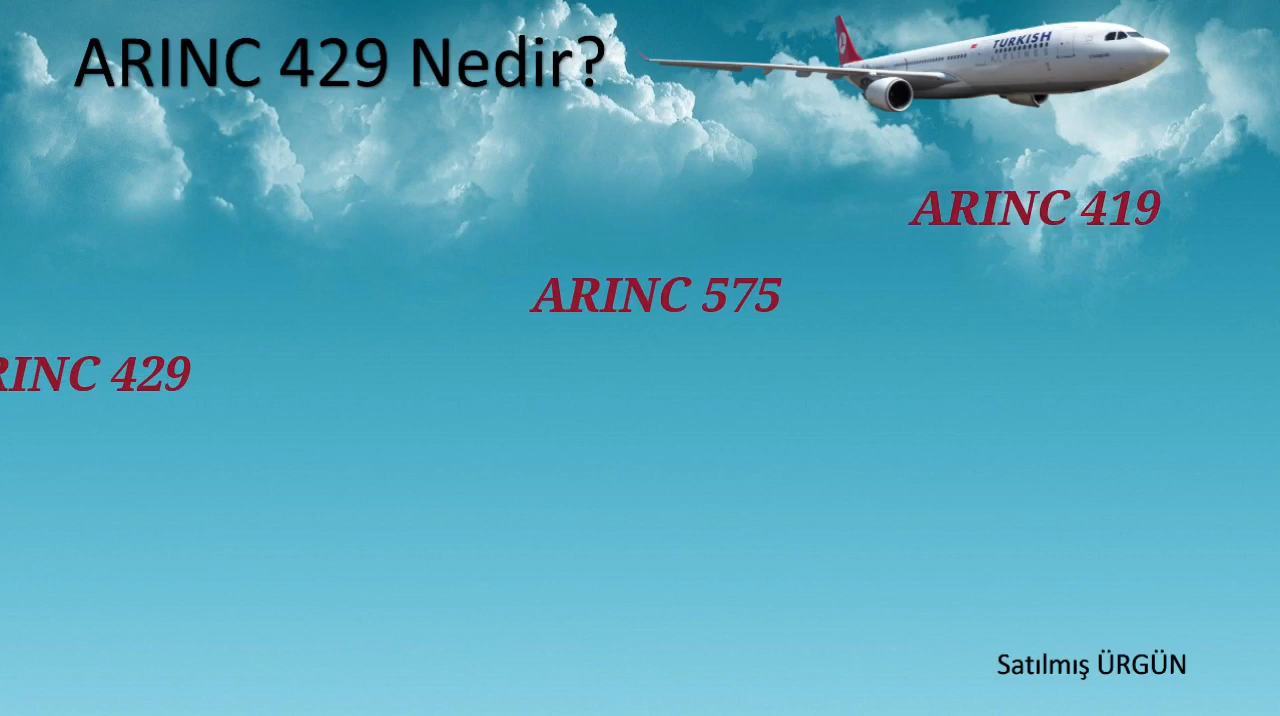 ARINC 429 Nedir?
TURKISH
ARINC 419
ARINC 575
RINC 429
Satılmış ÜRGÜN